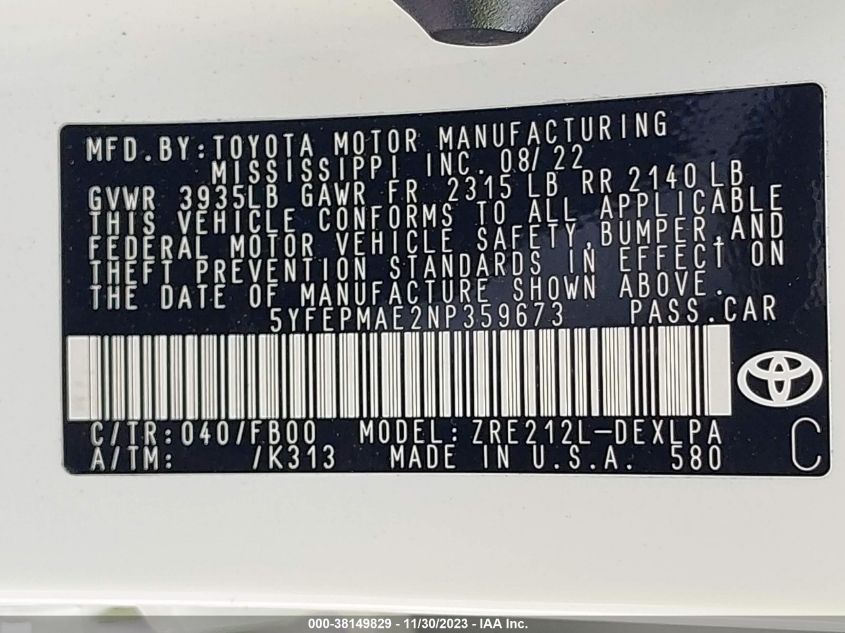 MFD.BY:TOYOTA MOTOR MANUFACTURING
MISSISSIPPI INC. 08/22
GVWR 3935LB GAWR FR 2315 LB RR 2140 LB
THIS VEHICLE CONFORMS TO ALL APPLICABLE
FEDERAL MOTOR VEHICLE SAFETY,BUMPER,AND
THEFT PREVENTION STANDARDS IN EFFECT ON
THE DATE OF MANUFACTURE SHOWN ABOVE.
5YFEPMAE2NP359673 PASS.CAR
C/TR:040/FB00 MODEL:ZRE212L-DEXLPA
A/TM: /K313 MADE IN U.S.A. 580 C
000-38149829 - 11/30/2023 - IAA Inc.